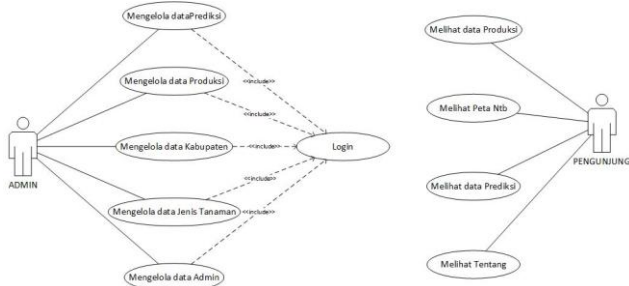 Mengelola dataPrediksi
Mengelola data Produksi
Mengelola data Kabupaten
Mengelola data Jenis Tanaman
Mengelola data Admin
<<include>>
<<include>>
<<include>>
<<include>>
<<include>>
Login
ADMIN
Melihat data Produksi
Melihat Peta Ntb
Melihat data Prediksi
Melihat Tentang
PENGUNJUNG